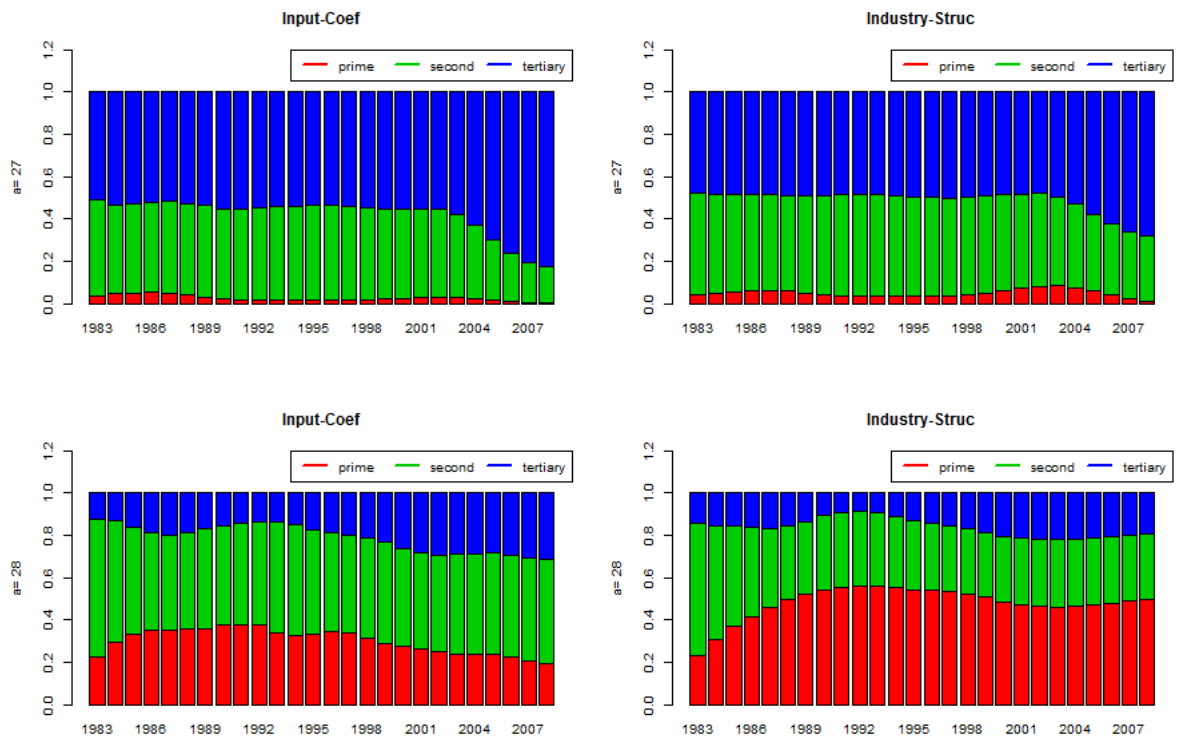 Input-Coef
prime second tertiary
a= 27
0.0 0.2 0.4 0.6 0.8 1.0 1.2
1983 1986 1989 1992 1995 1998 2001 2004 2007
Industry-Struc
prime second tertiary
a= 27
0.0 0.2 0.4 0.6 0.8 1.0 1.2
1983 1986 1989 1992 1995 1998 2001 2004 2007
Input-Coef
prime second tertiary
a= 28
0.0 0.2 0.4 0.6 0.8 1.0 1.2
1983 1986 1989 1992 1995 1998 2001 2004 2007
Industry-Struc
prime second tertiary
a= 28
0.0 0.2 0.4 0.6 0.8 1.0 1.2
1983 1986 1989 1992 1995 1998 2001 2004 2007